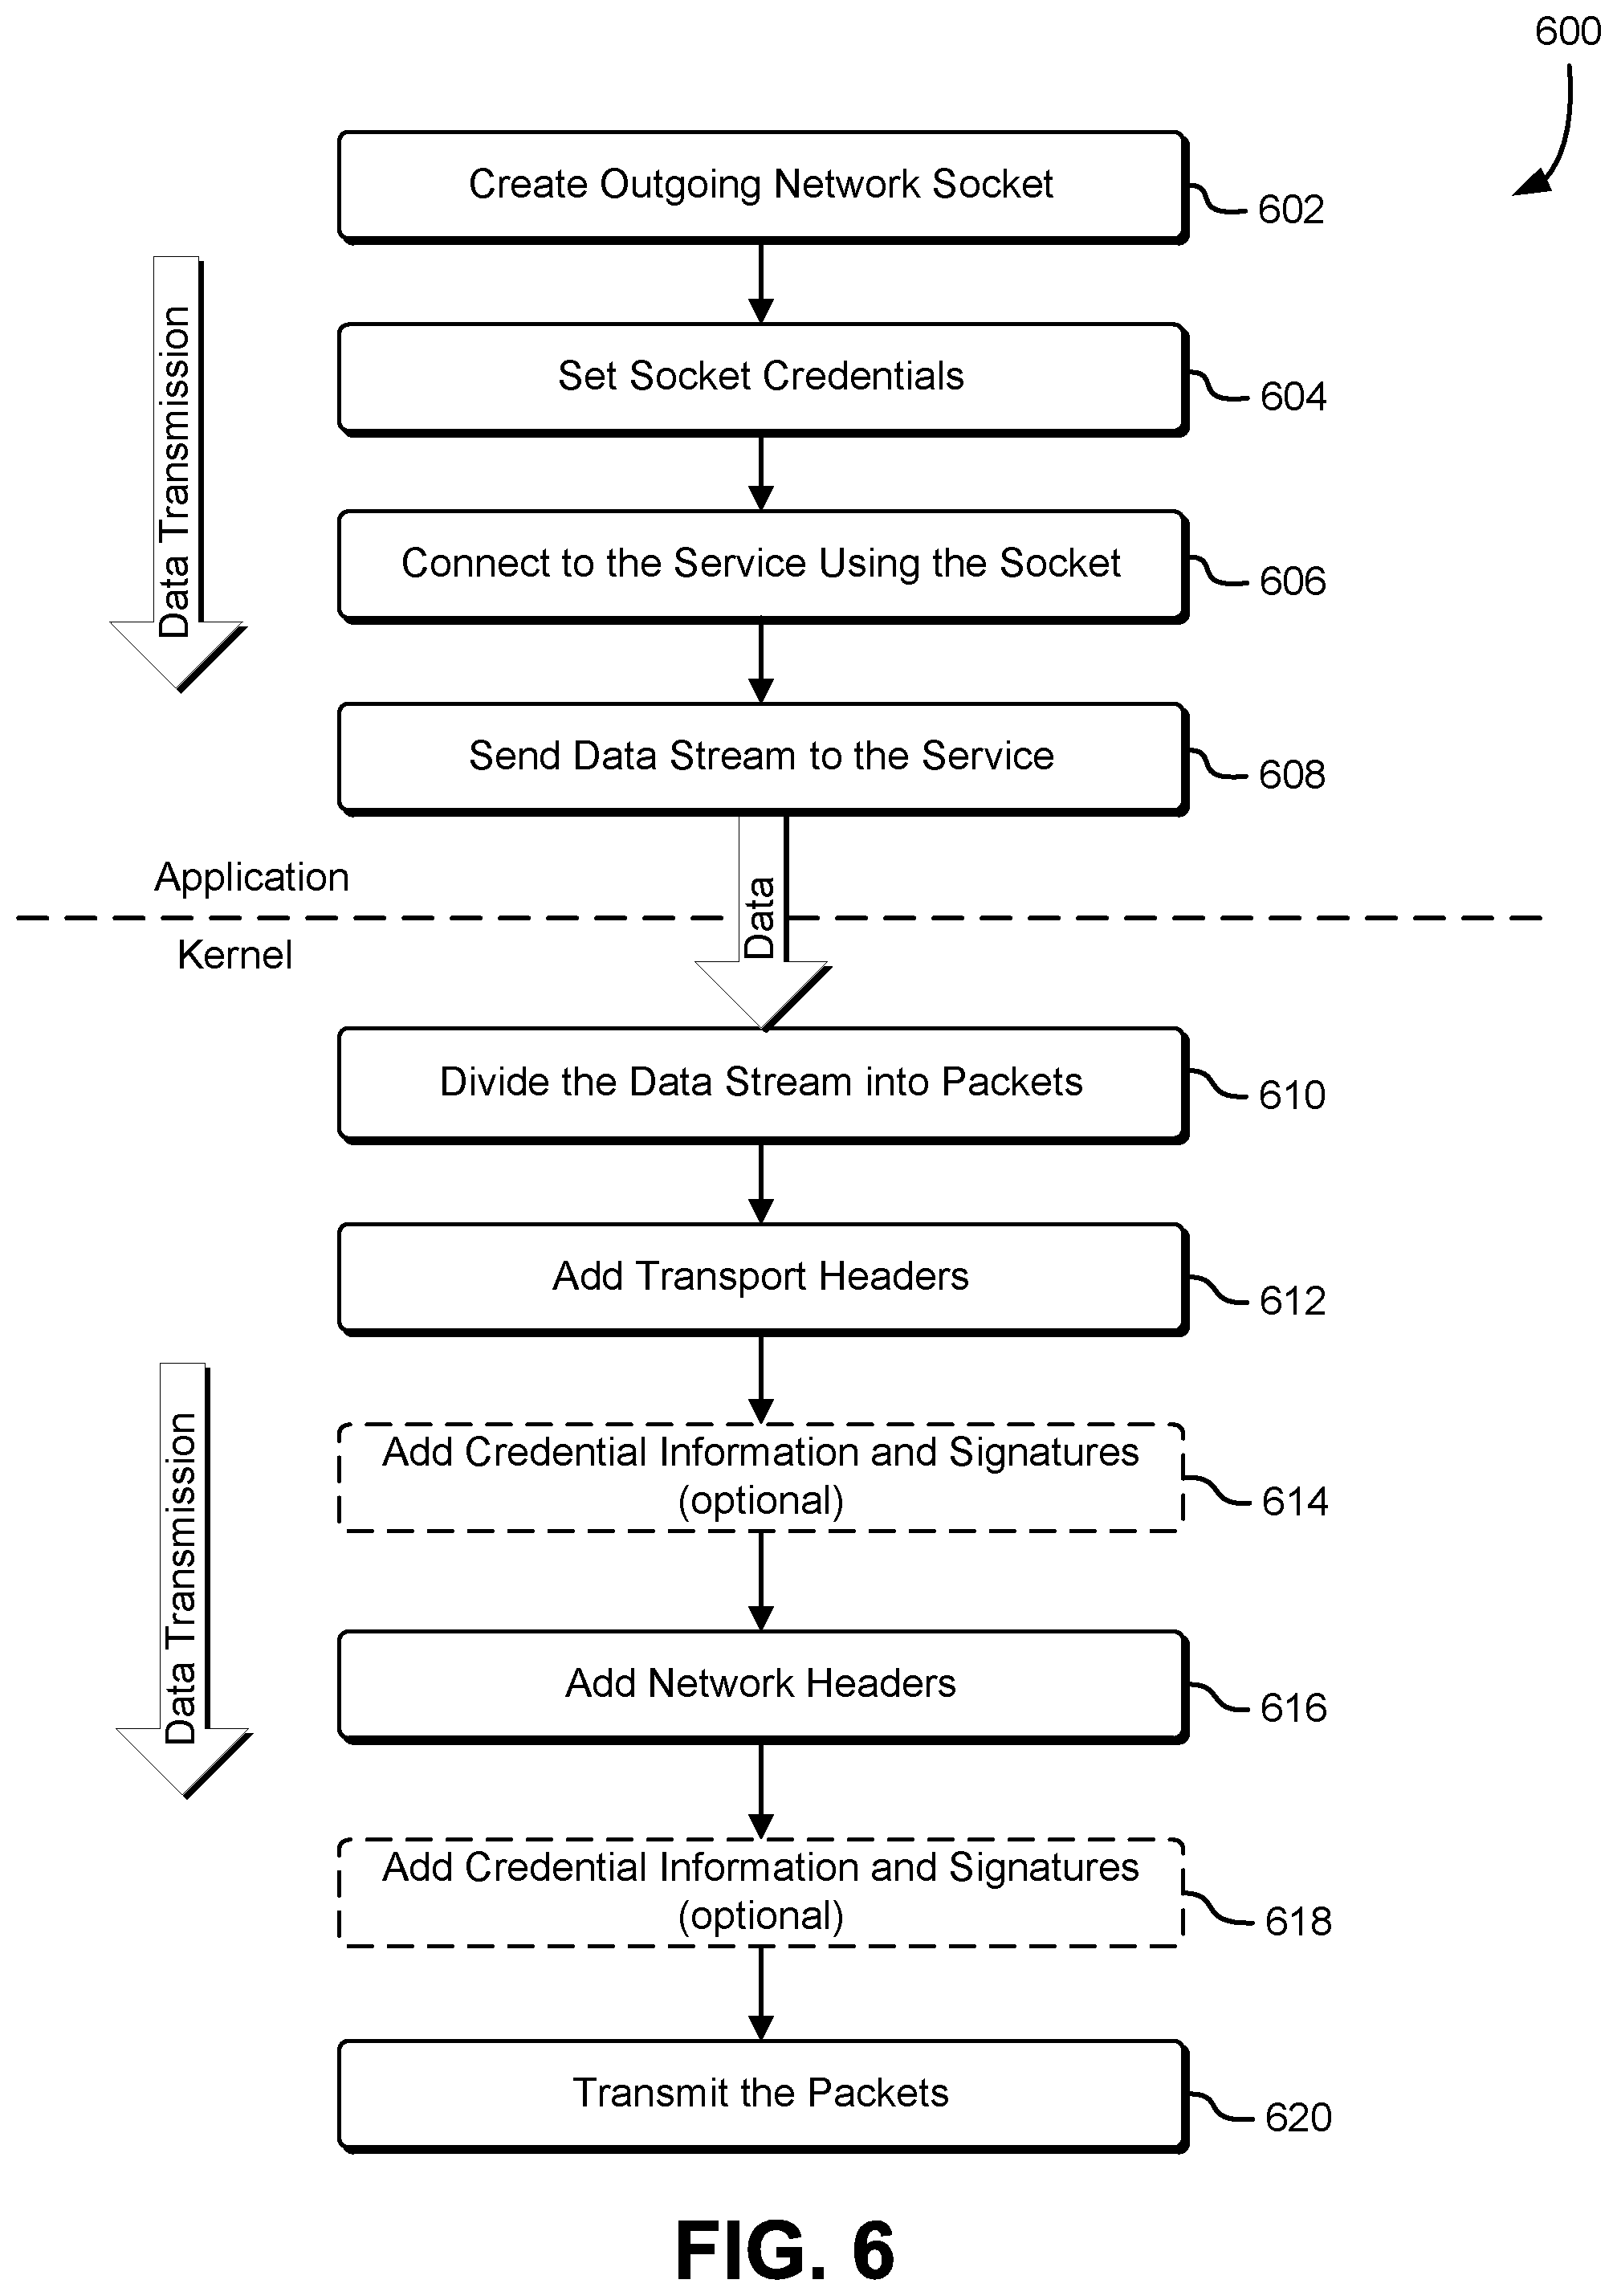 600
Create Outgoing Network Socket
602
Set Socket Credentials
604
Data Transmission
Connect to the Service Using the Socket
606
Send Data Stream to the Service
608
Application
Data
Kernel
Divide the Data Stream into Packets
610
Add Transport Headers
612
Add Credential Information and Signatures
(optional)
614
Data Transmission
Add Network Headers
616
Add Credential Information and Signatures
(optional)
618
Transmit the Packets
620
FIG. 6